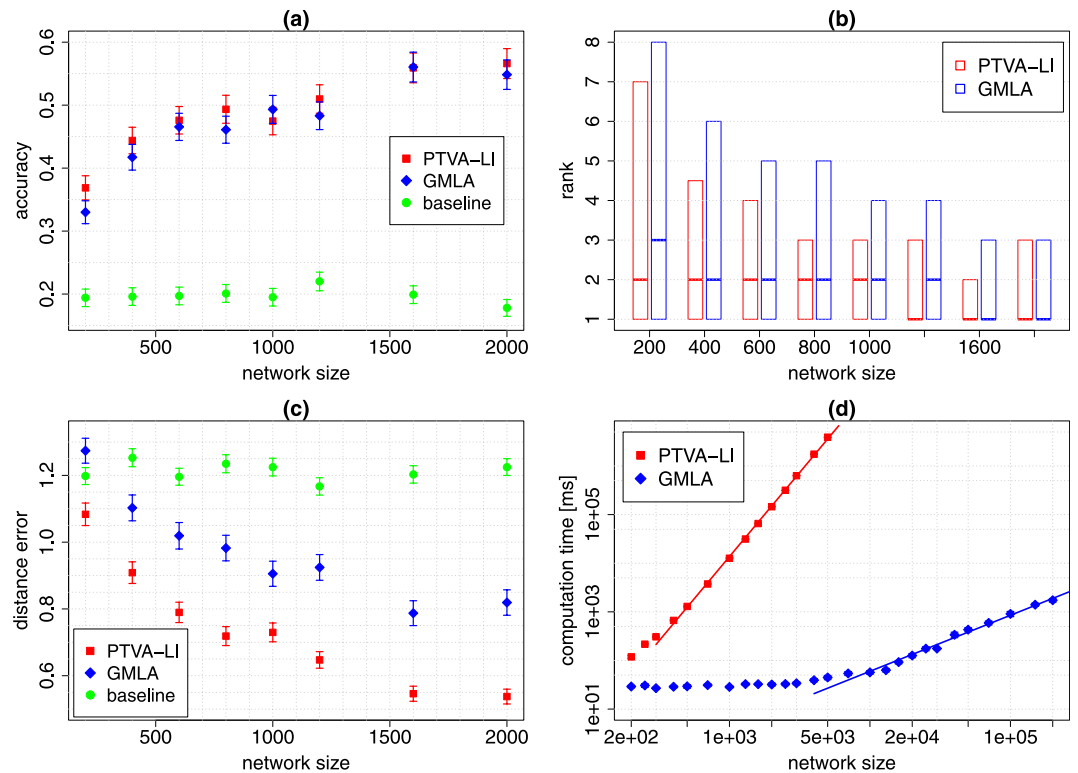 (a)
0.6
0.5
0.4
0.3
0.2
accuracy
PTVA-LI
GMLA
baseline
500
1000
1500
2000
network size
(b)
8
7
6
5
4
3
2
1
rank
PTVA-LI
GMLA
200
400
600
800
1000
1600
network size
(c)
1.2
1.0
0.8
0.6
distance error
PTVA-LI
GMLA
baseline
500
1000
1500
2000
network size
(d)
PTVA-LI
GMLA
1e+05
1e+03
1e+01
computation time [ms]
2e+02
1e+03
5e+03
2e+04
1e+05
network size